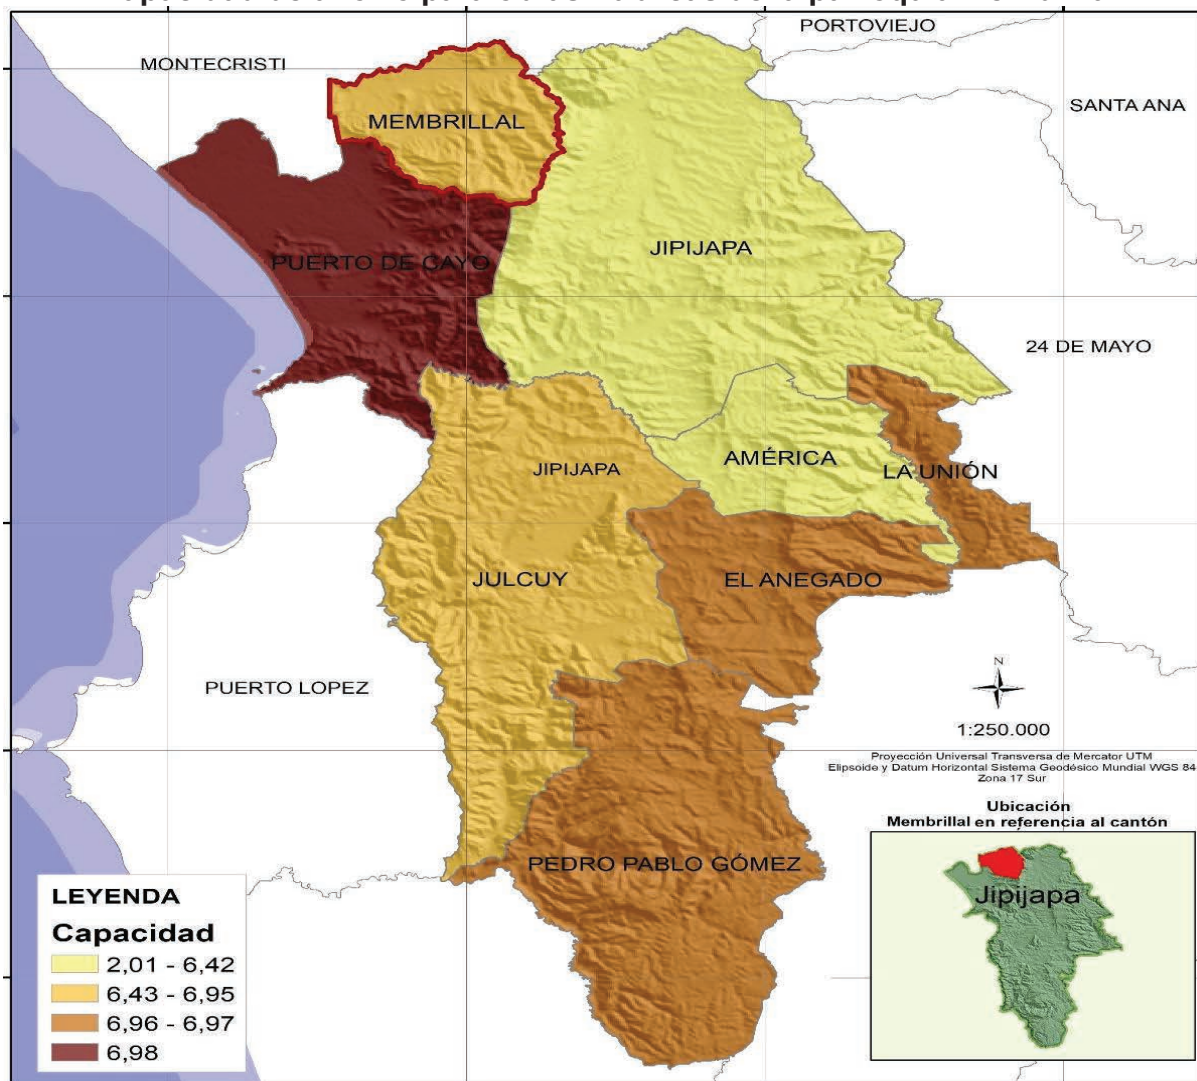 PORTOVIEJO
MONTECRISTI
SANTA ANA
MEMBRILLAL
JIPIJAPA
PUERTO DE CAYO
24 DE MAYO
AMÉRICA
LA UNIÓN
JIPIJAPA
JULCUY
EL ANEGADO
PUERTO LOPEZ
N
1:250.000
Proyección Universal Transversa de Mercator UTM
Elipsoide y Datum Horizontal Sistema Geodésico Mundial WGS 84
Zona 17 Sur
Ubicación
Membrillal en referencia al cantón
Jipijapa
PEDRO PABLO GÓMEZ
LEYENDA
Capacidad
2,01 - 6,42
6,43 - 6,95
6,96 - 6,97
6,98